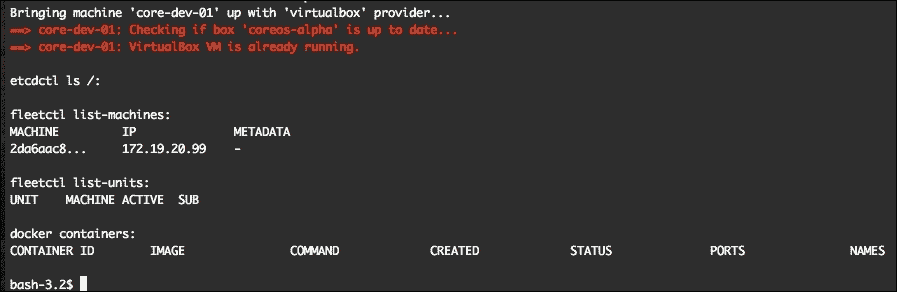 Bringing machine 'core-dev-01' up with 'virtualbox' provider...
==> core-dev-01: Checking if box 'coreos-alpha' is up to date...
==> core-dev-01: VirtualBox VM is already running.
etcdctl ls /:
fleetctl list-machines:
MACHINE IP METADATA
2da6aac8... 172.19.20.99 -
fleetctl list-units:
UNIT MACHINE ACTIVE SUB
docker containers:
CONTAINER ID IMAGE COMMAND CREATED STATUS PORTS NAMES
bash-3.2$